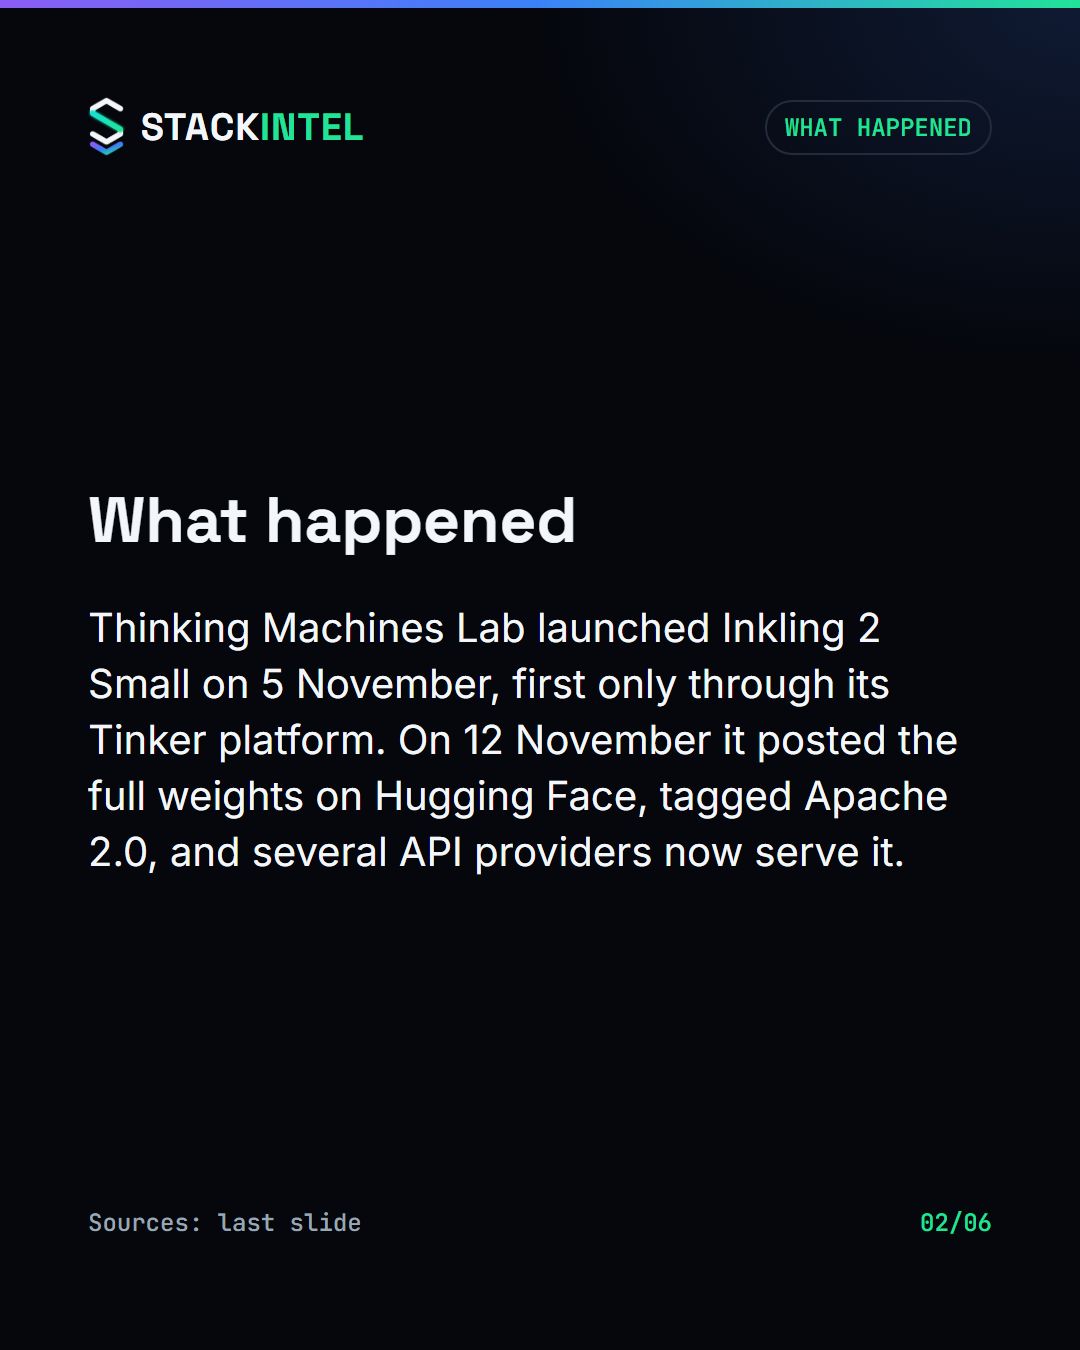 STACKINTEL
WHAT HAPPENED
What happened
Thinking Machines Lab launched Inkling 2
Small on 5 November, first only through its
Tinker platform. On 12 November it posted the
full weights on Hugging Face, tagged Apache
2.0, and several API providers now serve it.
Sources: last slide
02/06